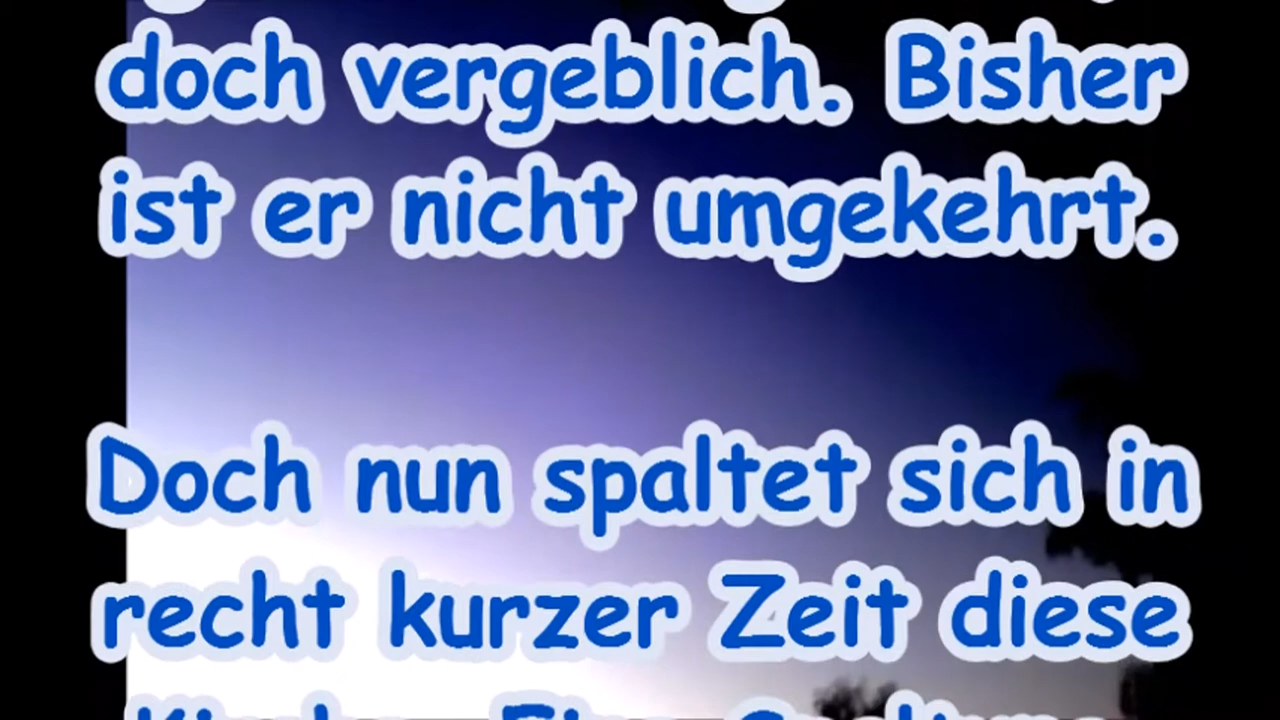 doch vergeblich. Bisher
ist er nicht umgekehrt.
Doch nun spaltet sich in
recht kurzer Zeit diese